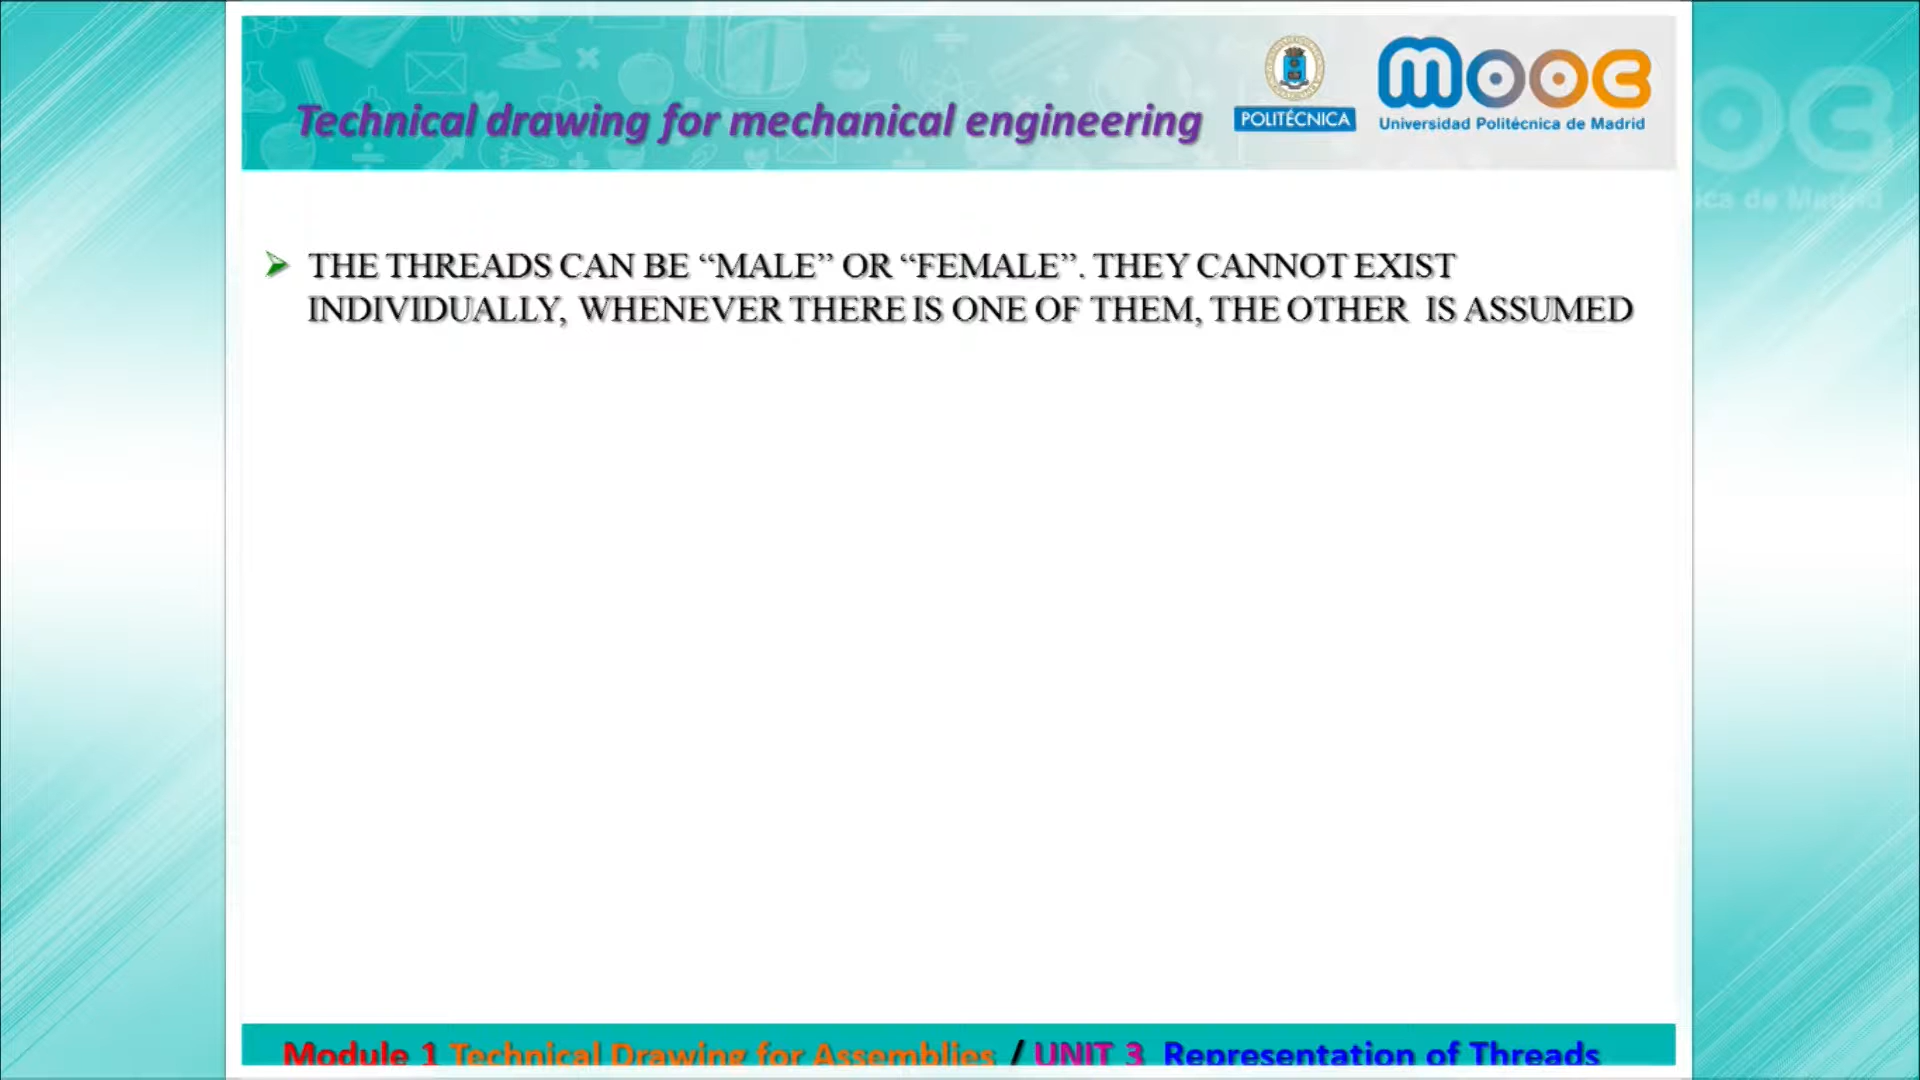 Technical drawing for mechanical engineering
POLITÉCNICA
mooc
Universidad Politécnica de Madrid
THE THREADS CAN BE “MALE” OR “FEMALE”. THEY CANNOT EXIST
INDIVIDUALLY, WHENEVER THERE IS ONE OF THEM, THE OTHER IS ASSUMED
Module 1 Technical Drawing for Assemblies / UNIT 3 Representation of Threads